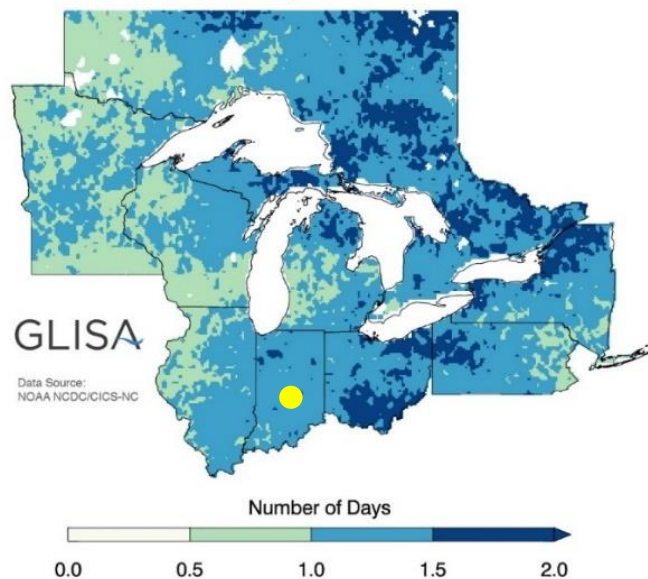 GLISA
Data Source:
NOAA NCDC/CICS-NC
Number of Days
0.0 0.5 1.0 1.5 2.0